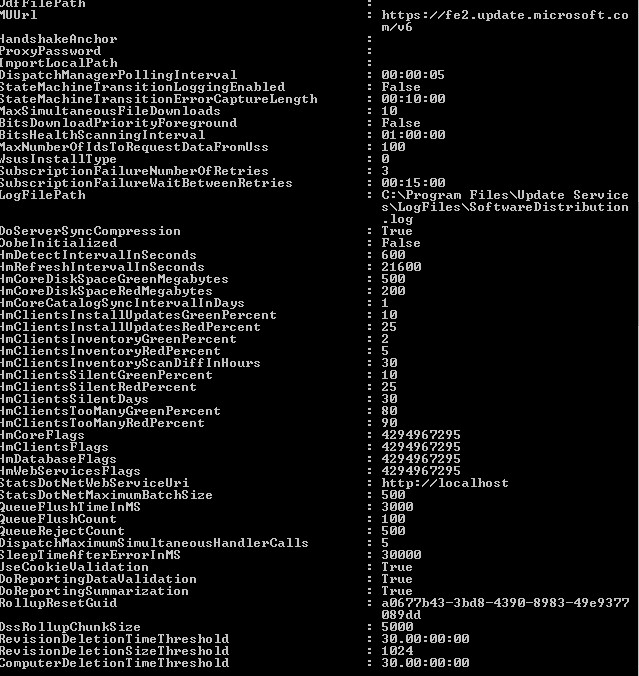 UdfFilePath :
MUUrl : https://fe2.update.microsoft.co
m/v6
HandshakeAnchor :
ProxyPassword :
ImportLocalPath :
DispatchManagerPollingInterval : 00:00:05
StateMachineTransitionLoggingEnabled : False
StateMachineTransitionErrorCaptureLength : 00:10:00
MaxSimultaneousFileDownloads : 10
BitsDownloadPriorityForeground : False
BitsHealthScanningInterval : 01:00:00
MaxNumberOfIdsToRequestDataFromUss : 100
WsusInstallType : 0
SubscriptionFailureNumberOfRetries : 3
SubscriptionFailureWaitBetweenRetries : 00:15:00
LogFilePath : C:\Program Files\Update Service
s\LogFiles\SoftwareDistribution
.log
DoServerSyncCompression : True
OobeInitialized : False
HmDetectIntervalInSeconds : 600
HmRefreshIntervalInSeconds : 21600
HmCoreDiskSpaceGreenMegabytes : 500
HmCoreDiskSpaceRedMegabytes : 200
HmCoreCatalogSyncIntervalInDays : 1
HmClientsInstallUpdatesGreenPercent : 10
HmClientsInstallUpdatesRedPercent : 25
HmClientsInventoryGreenPercent : 2
HmClientsInventoryRedPercent : 5
HmClientsInventoryScanDiffInHours : 30
HmClientsSilentGreenPercent : 10
HmClientsSilentRedPercent : 25
HmClientsSilentDays : 30
HmClientsTooManyGreenPercent : 80
HmClientsTooManyRedPercent : 90
HmCoreFlags : 4294967295
HmClientsFlags : 4294967295
HmDatabaseFlags : 4294967295
HmWebServicesFlags : 4294967295
StatsDotNetWebServiceUri : http://localhost
StatsDotNetMaximumBatchSize : 500
QueueFlushTimeInMS : 3000
QueueFlushCount : 100
QueueRejectCount : 500
DispatchMaximumSimultaneousHandlerCalls : 5
SleepTimeAfterErrorInMS : 30000
UseCookieValidation : True
DoReportingDataValidation : True
DoReportingSummarization : True
RollupResetGuid : a0677b43-3bd8-4390-8983-49e9377
089dd
DssRollupChunkSize : 5000
RevisionDeletionTimeThreshold : 30.00:00:00
RevisionDeletionSizeThreshold : 1024
ComputerDeletionTimeThreshold : 30.00:00:00